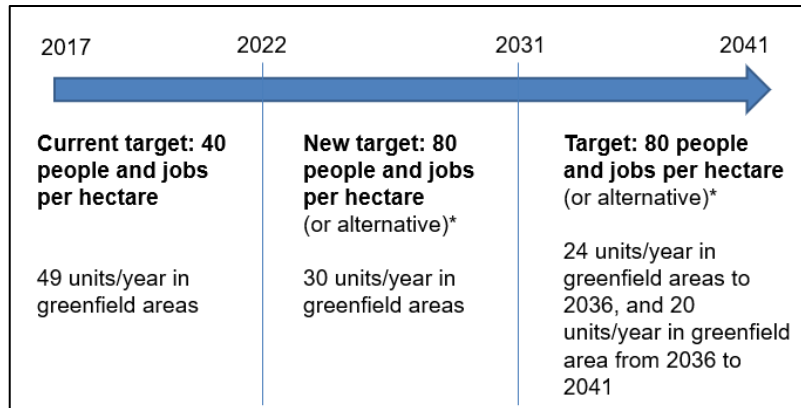 2017
2022
2031
2041
Current target: 40
people and jobs
per hectare
49 units/year in
greenfield areas
New target: 80
people and jobs
per hectare
(or alternative)*
30 units/year in
greenfield areas
Target: 80 people
and jobs per hectare
(or alternative)*
24 units/year in
greenfield areas to
2036, and 20
units/year in greenfield
area from 2036 to
2041